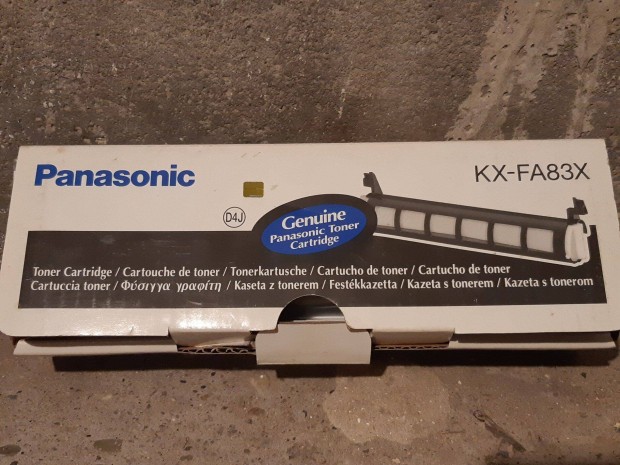 Panasonic
KX-FA83X
D4J
Genuine
Panasonic Toner
Cartridge
Toner Cartridge / Cartouche de toner / Tonerkartusche / Cartucho de toner / Cartucho do toner
Cartuccia toner / Φύσιγγα γραφίτη / Kaseta z tonerem / Festékkazetta / Kazeta s tonerem / Kazeta s tonerom